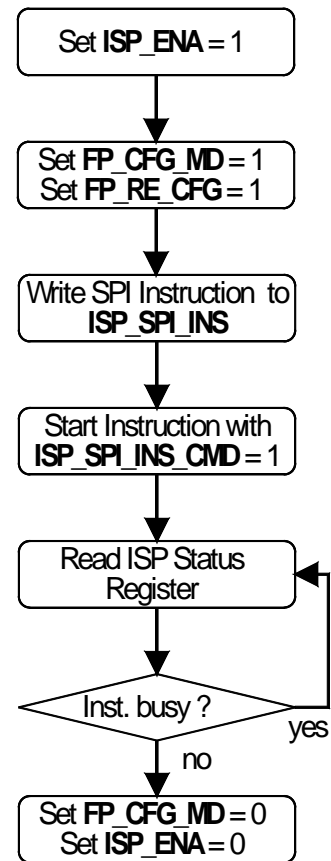 Set ISP_ENA = 1
Set FP_CFG_MD = 1
Set FP_RE_CFG = 1
Write SPI Instruction to
ISP_SPI_INS
Start Instruction with
ISP_SPI_INS_CMD = 1
Read ISP Status
Register
Inst. busy ?
yes
no
Set FP_CFG_MD = 0
Set ISP_ENA = 0